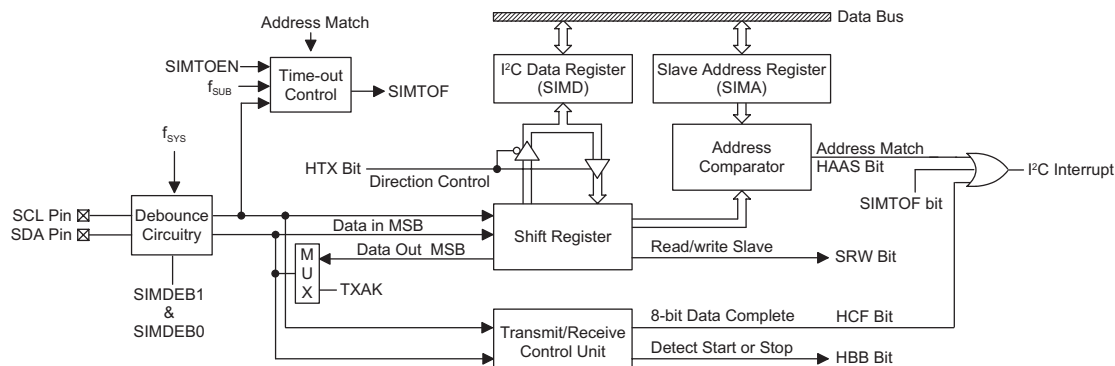 Data Bus
Address Match
SIMTOEN
fSUB
Time-out
Control
SIMTOF
I²C Data Register
(SIMD)
Slave Address Register
(SIMA)
fSYS
HTX Bit
Direction Control
Address
Comparator
Address Match
HAAS Bit
I²C Interrupt
SIMTOF bit
SCL Pin
SDA Pin
Debounce
Circuitry
Data in MSB
Shift Register
Data Out MSB
M
U
X
TXAK
Read/write Slave
SRW Bit
SIMDEB1
&
SIMDEB0
Transmit/Receive
Control Unit
8-bit Data Complete
HCF Bit
Detect Start or Stop
HBB Bit